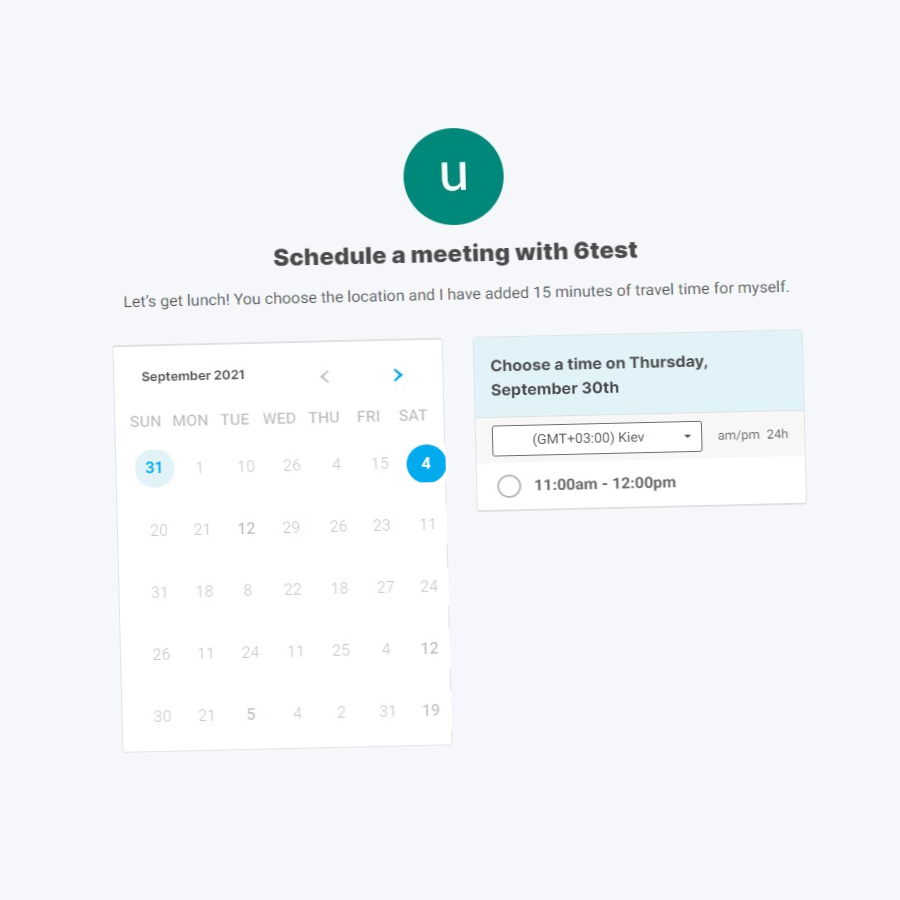 u
Schedule a meeting with 6test
Let's get lunch! You choose the location and I have added 15 minutes of travel time for myself.
September 2021
SUN MON TUE WED THU FRI SAT
31 1 10 26 4 15 4
20 21 12 29 26 23 11
31 18 8 22 18 27 24
26 11 24 11 25 4 12
30 21 5 4 2 31 19
Choose a time on Thursday,
September 30th
(GMT+03:00) Kiev am/pm 24h
11:00am - 12:00pm